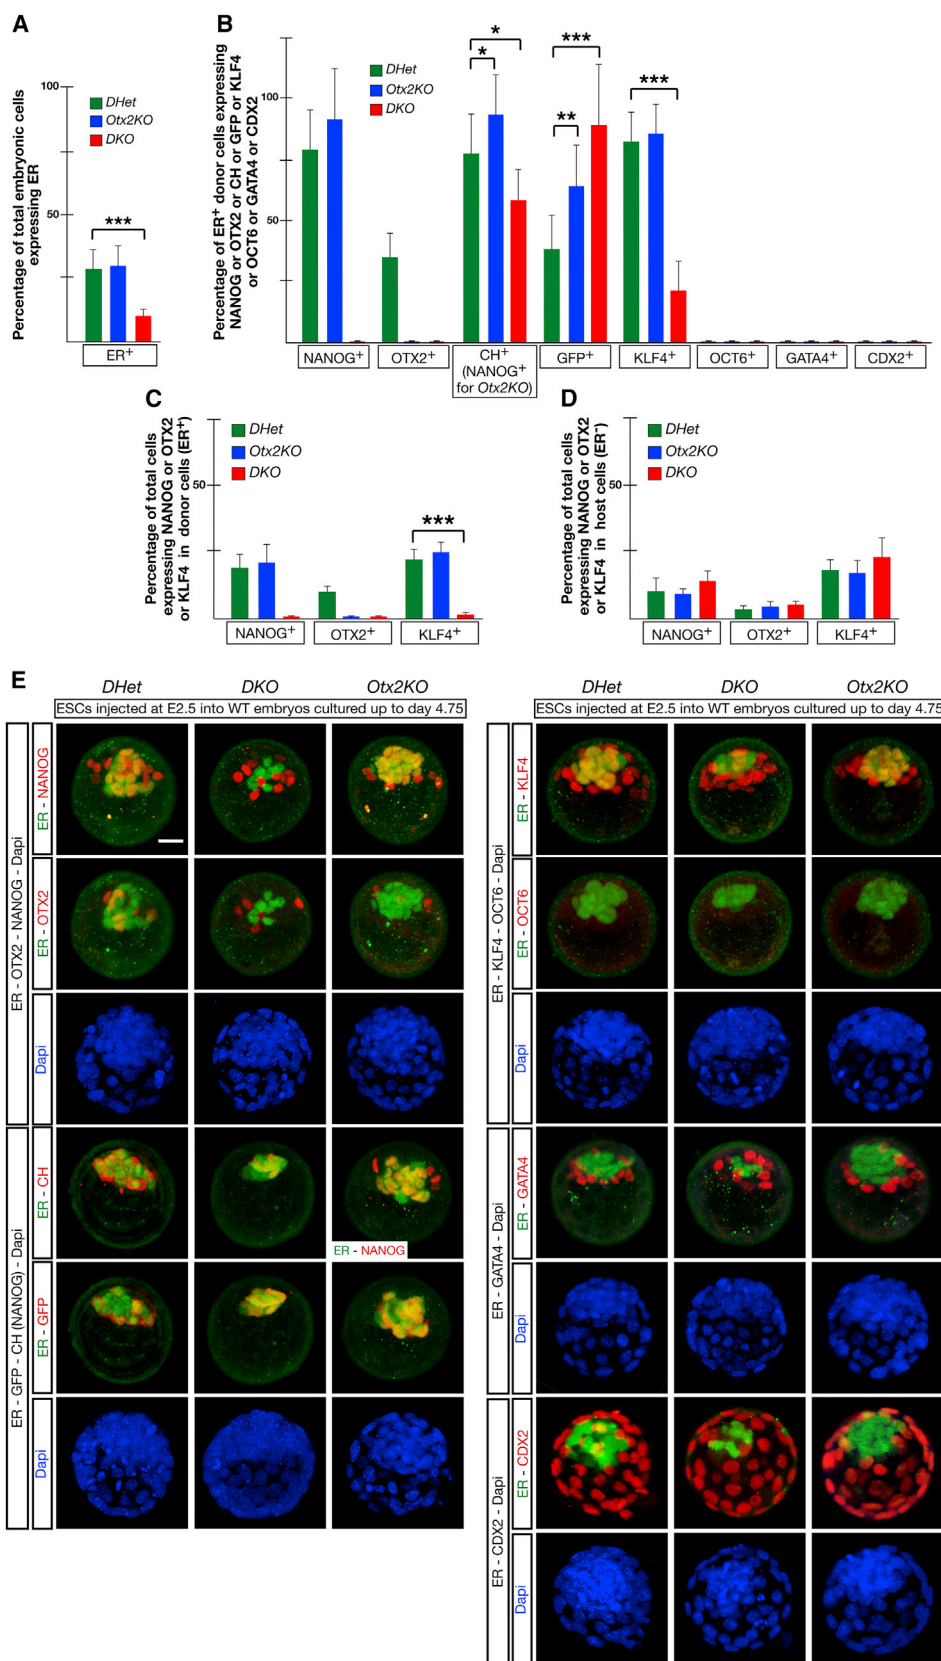 A
Percentage of total embryonic cells
expressing ER
100
50
DHet
Otx2KO
DKO
***
ER+
B
Percentage of ER+ donor cells expressing
NANOG or OTX2 or CH or GFP or KLF4
or OCT6 or GATA4 or CDX2
100
50
DHet
Otx2KO
DKO
*
*
***
**
***
NANOG+
OTX2+
CH+
(NANOG+
for Otx2KO)
GFP+
KLF4+
OCT6+
GATA4+
CDX2+
C
Percentage of total cells
expressing NANOG or OTX2
or KLF4 in donor cells (ER+)
50
DHet
Otx2KO
DKO
***
NANOG+
OTX2+
KLF4+
D
Percentage of total cells
expressing NANOG or OTX2
or KLF4 in host cells (ER-)
50
DHet
Otx2KO
DKO
NANOG+
OTX2+
KLF4+
E
DHet
DKO
Otx2KO
ESCs injected at E2.5 into WT embryos cultured up to day 4.75
ER - OTX2 - NANOG - Dapi
ER - NANOG
ER - OTX2
Dapi
ER - GFP - CH (NANOG) - Dapi
ER - CH
ER - NANOG
ER - GFP
Dapi
DHet
DKO
Otx2KO
ESCs injected at E2.5 into WT embryos cultured up to day 4.75
ER - KLF4 - OCT6 - Dapi
ER - KLF4
ER - OCT6
Dapi
ER - GATA4 - Dapi
ER - GATA4
Dapi
ER - CDX2 - Dapi
ER - CDX2
Dapi